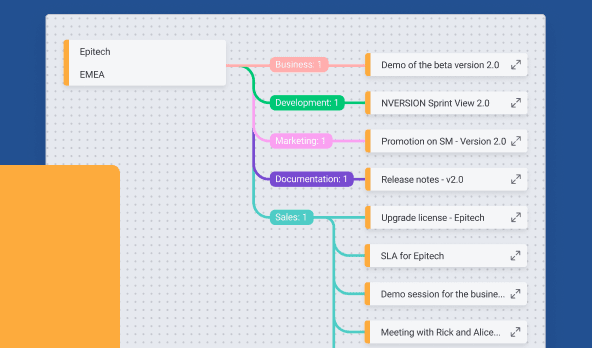 Epitech
EMEA
Business: 1
Demo of the beta version 2.0
Development: 1
NVERSION Sprint View 2.0
Marketing: 1
Promotion on SM - Version 2.0
Documentation: 1
Release notes - v2.0
Sales: 1
Upgrade license - Epitech
SLA for Epitech
Demo session for the busine...
Meeting with Rick and Alice...